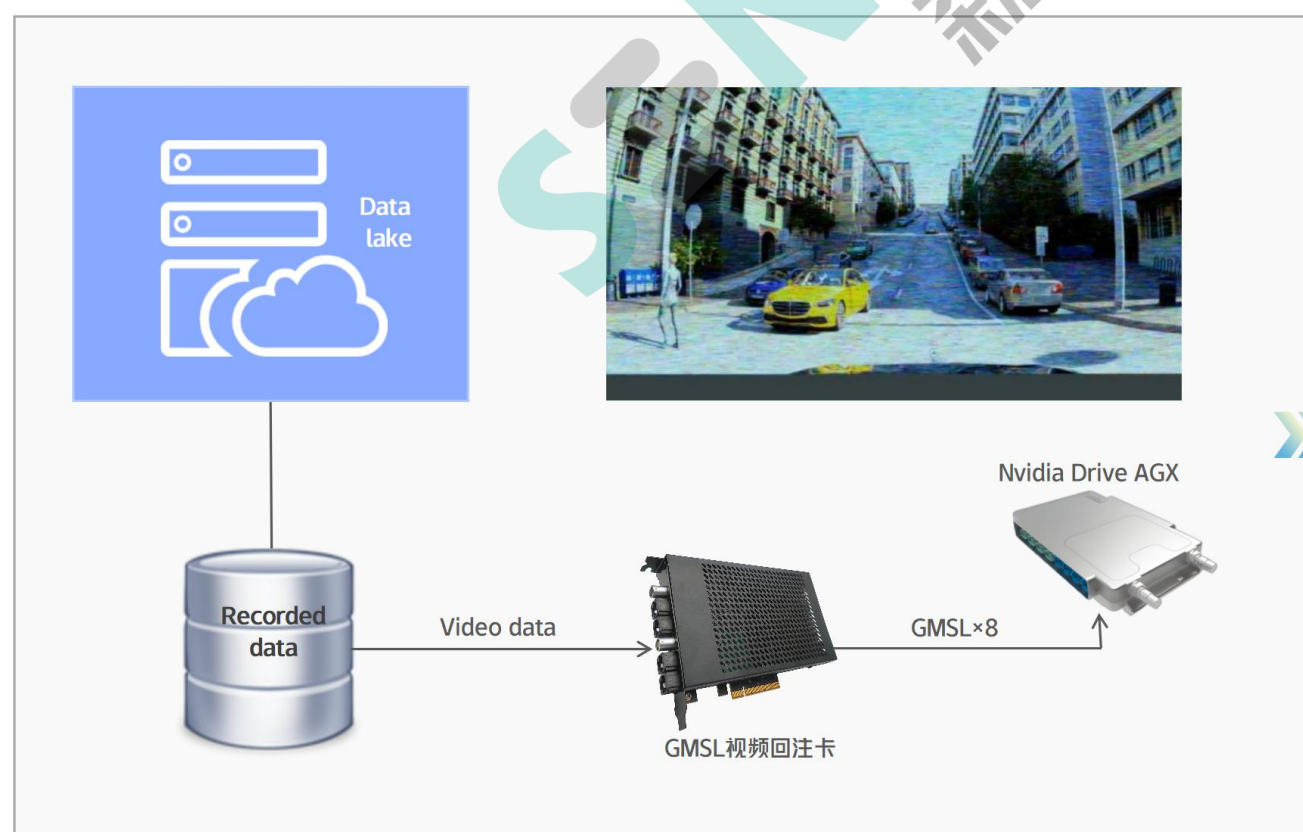 Data
lake
Nvidia Drive AGX
Recorded
data
Video data
GMSL×8
GMSL视频回注卡